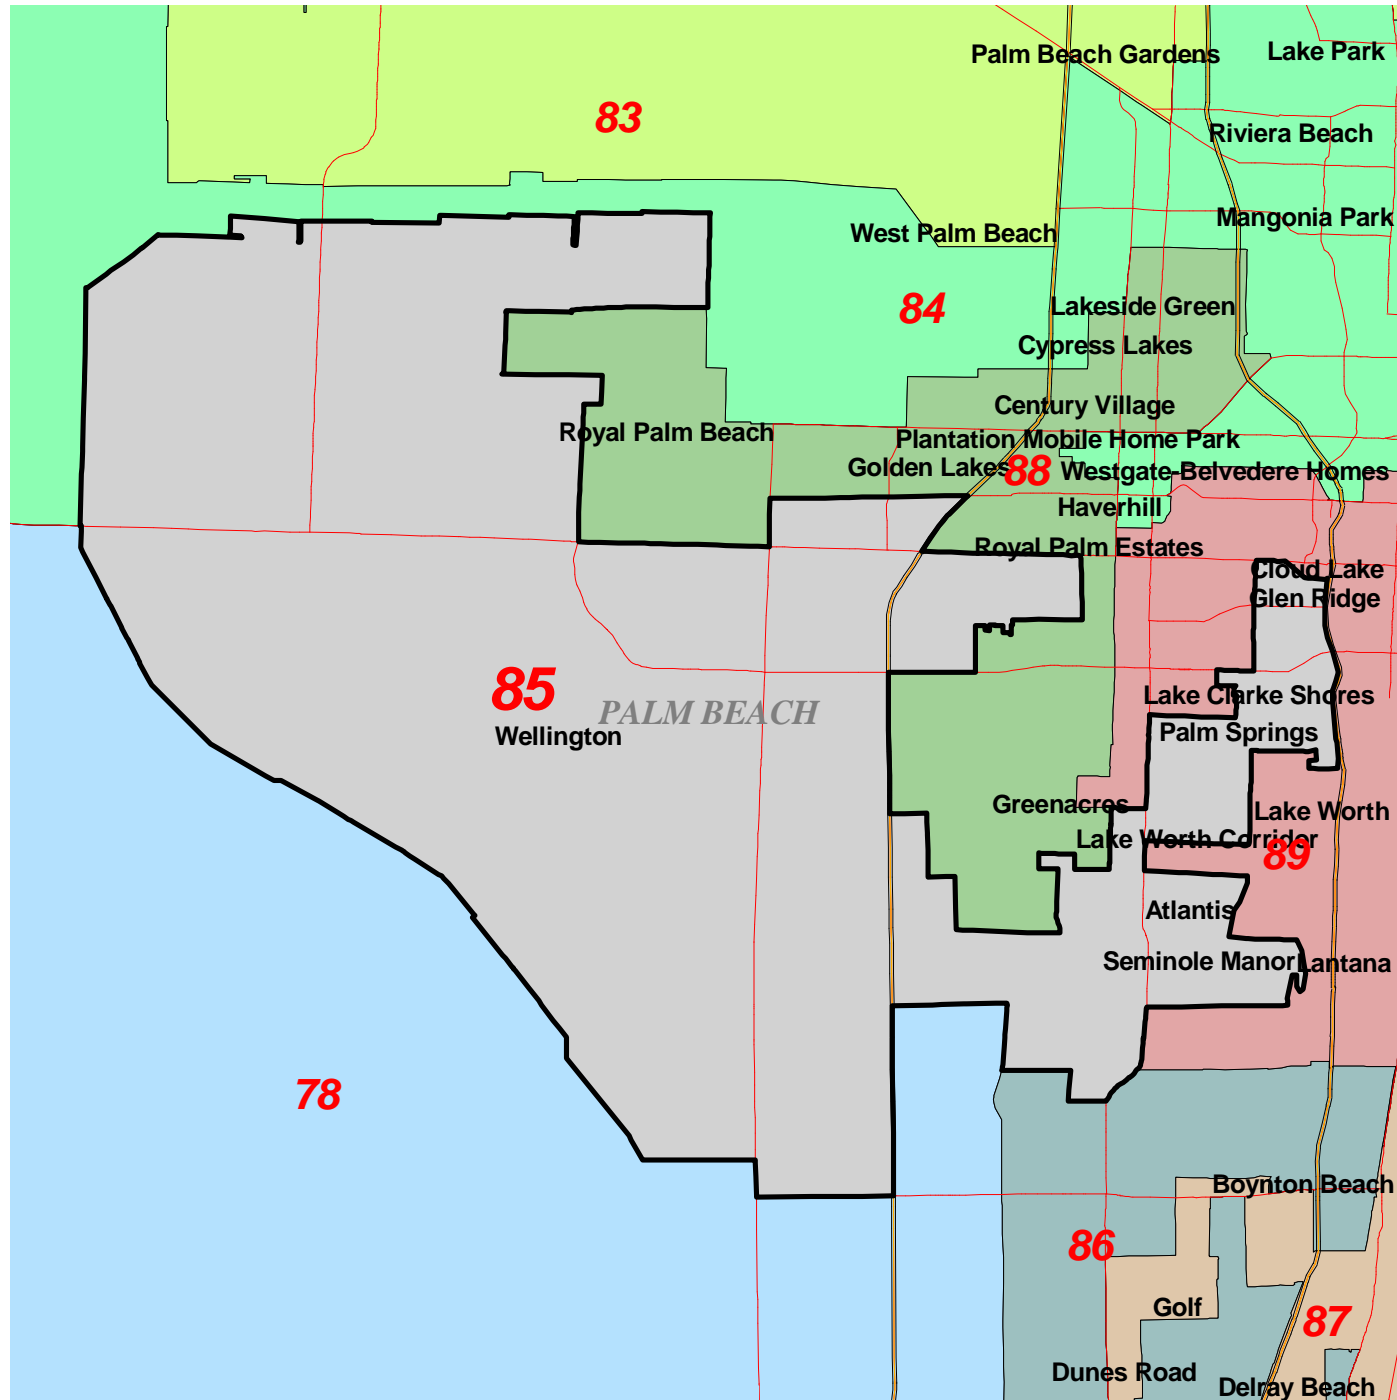 Palm Beach Gardens
Lake Park
83
Riviera Beach
Mangonia Park
West Palm Beach
84
Lakeside Green
Cypress Lakes
Century Village
Royal Palm Beach
Plantation Mobile Home Park
Golden Lakes
88
Westgate-Belvedere Homes
Haverhill
Royal Palm Estates
Cloud Lake
Glen Ridge
85
PALM BEACH
Lake Clarke Shores
Wellington
Palm Springs
Greenacres
Lake Worth
Lake Worth Corridor
89
Atlantis
Seminole Manor
Lantana
78
Boynton Beach
86
Golf
87
Dunes Road
Delray Beach